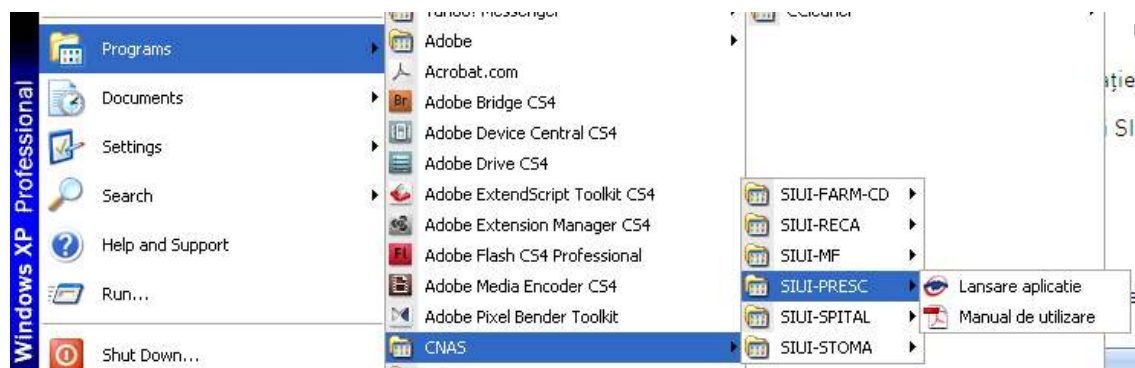 Windows XP Professional
Programs
Documents
Settings
Search
Help and Support
Run...
Shut Down...
Yahoo! Messenger
Adobe
Acrobat.com
Adobe Bridge CS4
Adobe Device Central CS4
Adobe Drive CS4
Adobe ExtendScript Toolkit CS4
Adobe Extension Manager CS4
Adobe Flash CS4 Professional
Adobe Media Encoder CS4
Adobe Pixel Bender Toolkit
CNAS
CCleaner
SIUI-FARM-CD
SIUI-RECA
SIUI-MF
SIUI-PRESC
SIUI-SPITAL
SIUI-STOMA
Lansare aplicatie
Manual de utilizare